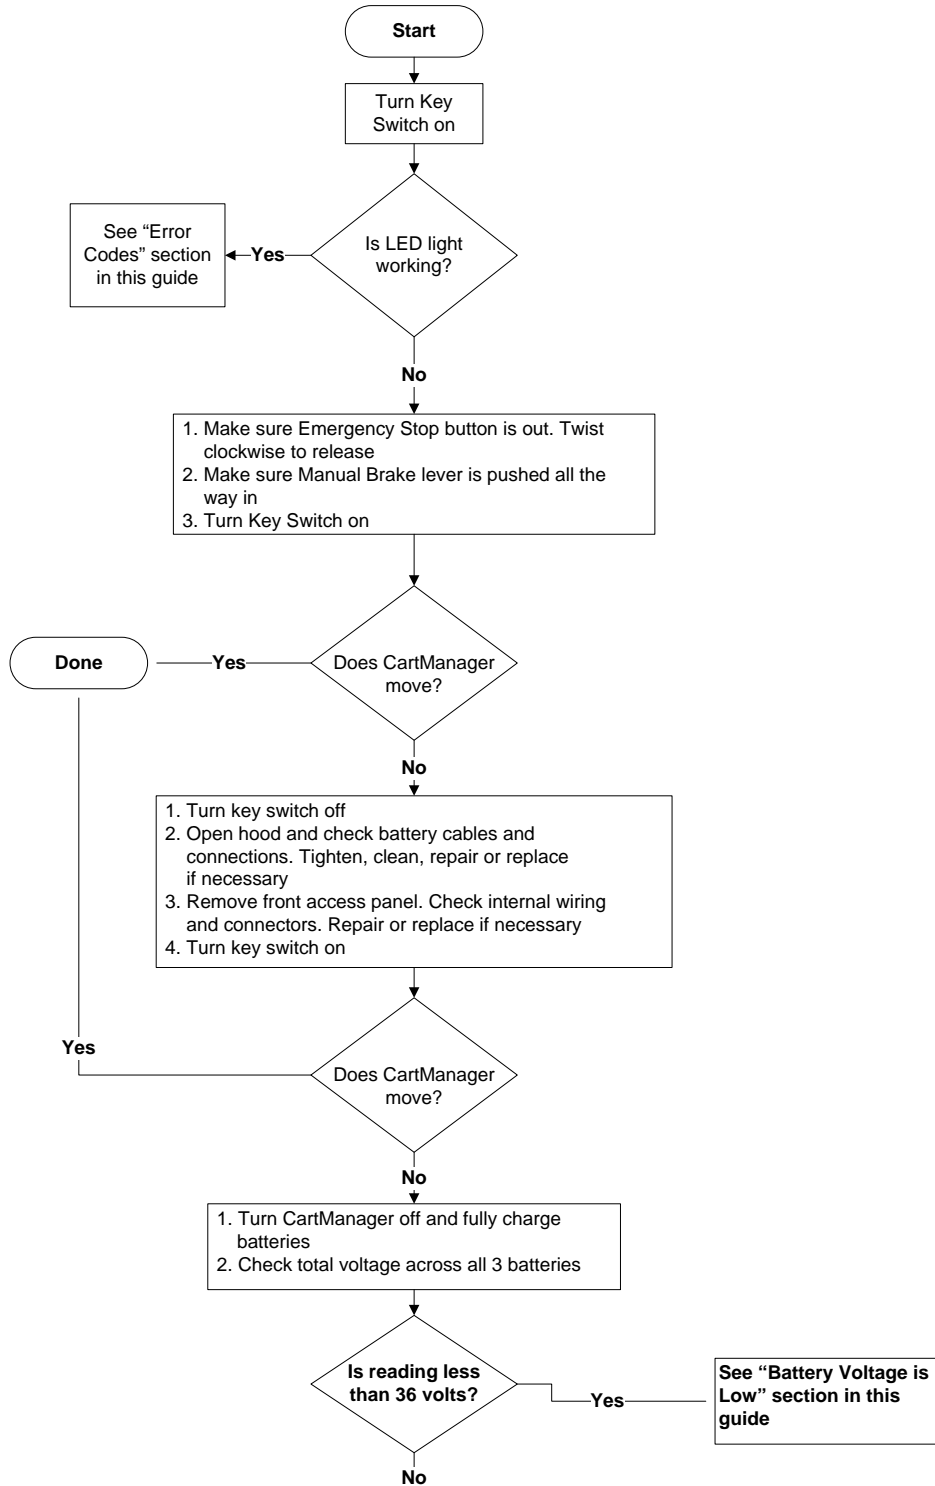 Start
Turn Key
Switch on
Is LED light
working?
Yes
See “Error
Codes” section
in this guide
No
1. Make sure Emergency Stop button is out. Twist
clockwise to release
2. Make sure Manual Brake lever is pushed all the
way in
3. Turn Key Switch on
Does CartManager
move?
Yes
Done
No
1. Turn key switch off
2. Open hood and check battery cables and
connections. Tighten, clean, repair or replace
if necessary
3. Remove front access panel. Check internal wiring
and connectors. Repair or replace if necessary
4. Turn key switch on
Does CartManager
move?
Yes
No
1. Turn CartManager off and fully charge
batteries
2. Check total voltage across all 3 batteries
Is reading less
than 36 volts?
Yes
See “Battery Voltage is
Low” section in this
guide
No